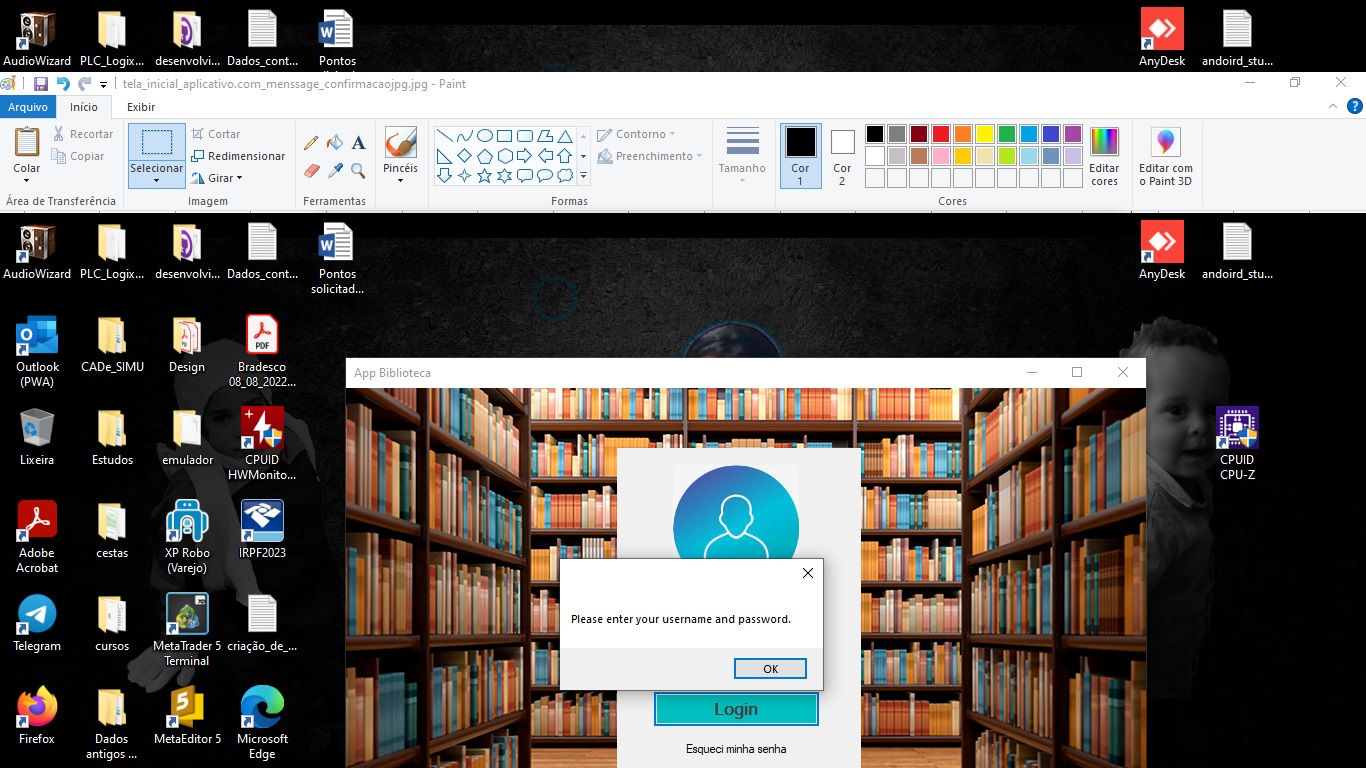 AudioWizard
PLC_Logix...
desenvolvi...
Dados_cont...
Pontos
AnyDesk
andoird_stu...
tela_inicial_aplicativo.com_menssage_confirmacaojpg.jpg - Paint
Arquivo
Início
Exibir
Colar
Recortar
Copiar
Área de Transferência
Selecionar
Cortar
Redimensionar
Girar
Imagem
A
Ferramentas
Pincéis
Contorno
Preenchimento
Formas
Tamanho
Cor
1
Cor
2
Editar
cores
Cores
Editar com
o Paint 3D
AudioWizard
PLC_Logix...
desenvolvi...
Dados_cont...
Pontos
solicitad...
AnyDesk
andoird_stu...
Outlook
(PWA)
CADe_SIMU
Design
PDF
Bradesco
08_08_2022...
App Biblioteca
Lixeira
Estudos
emulador
CPUID
HWMonito...
CPUID
CPU-Z
Adobe
Acrobat
cestas
XP Robo
(Varejo)
IRPF2023
Please enter your username and password.
OK
Telegram
cursos
MetaTrader 5
Terminal
criação_de_...
Login
Esqueci minha senha
Firefox
Dados
antigos ...
5
MetaEditor 5
Microsoft
Edge